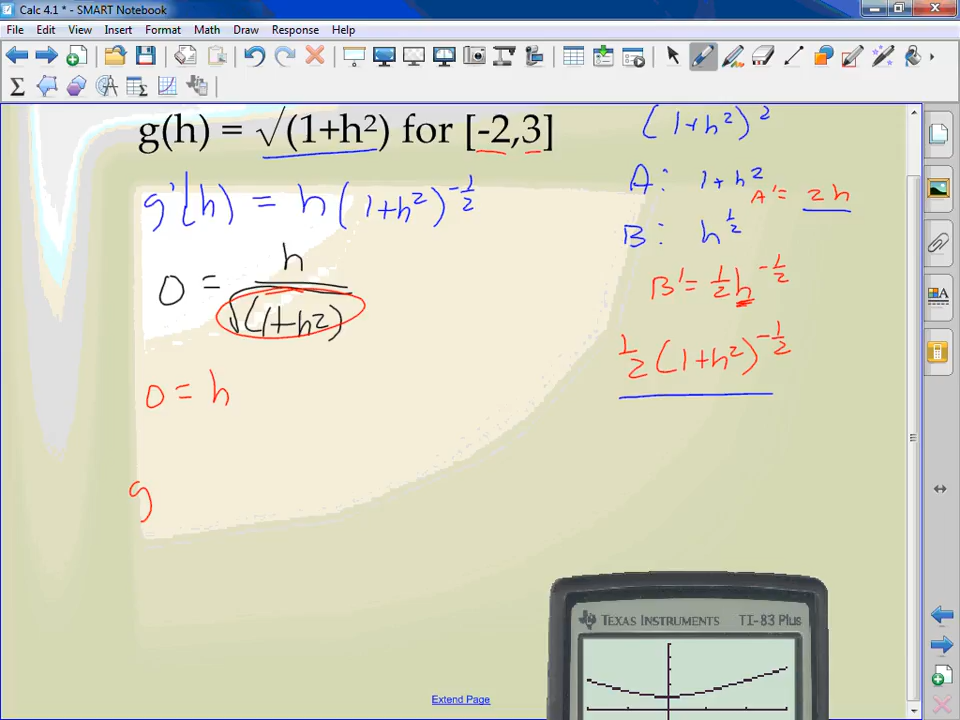 Calc 4.1 * - SMART Notebook
File Edit View Insert Format Math Draw Response Help
g(h) = √(1+h²) for [-2,3]
(1+h²)²
g'(h) = h(1+h²)^-1/2
A: 1+h²
A' = 2h
B: h^1/2
0 = h/√(1+h²)
B' = 1/2 h^-1/2
1/2 (1+h²)^-1/2
0 = h
g
TEXAS INSTRUMENTS TI-83 Plus
Extend Page